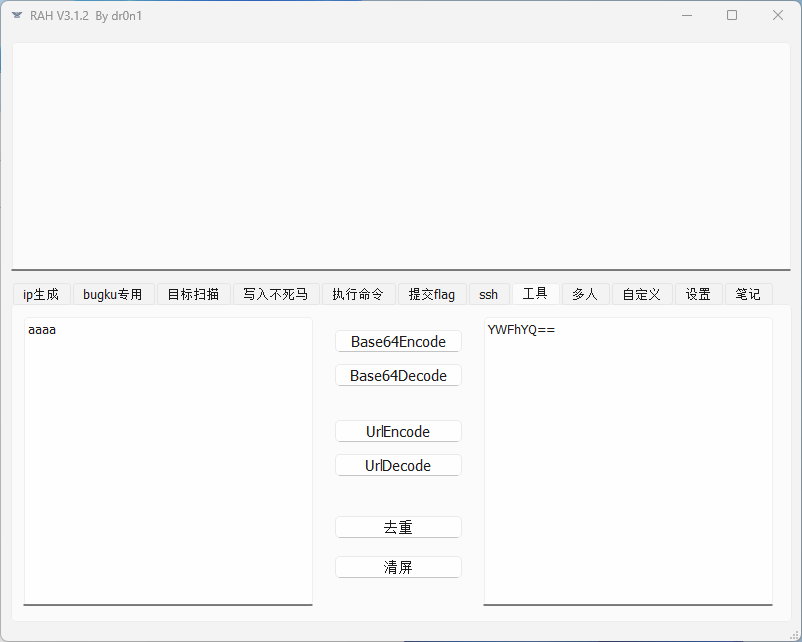 RAH V3.1.2 By dr0n1
ip生成 bugku专用 目标扫描 写入不死马 执行命令 提交flag ssh 工具 多人 自定义 设置 笔记
aaaa
Base64Encode
Base64Decode
UrlEncode
UrlDecode
去重
清屏
YWFhYQ==